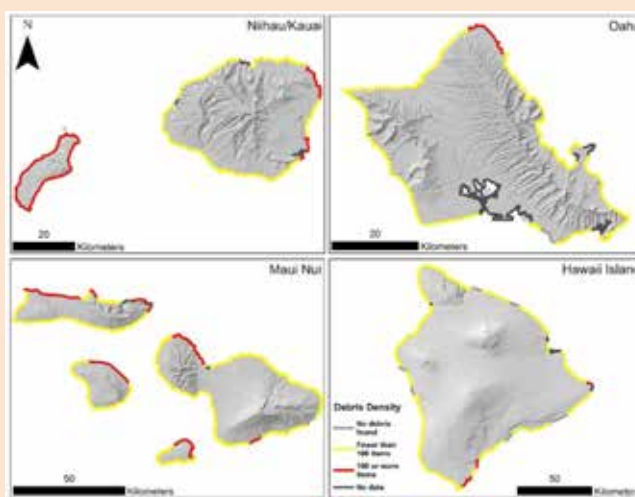 Niihau/Kauai
N
20
Kilometers
Oahu
20
Kilometers
Maui Nui
50
Kilometers
Hawaii Island
Debris Density
No debris
found
Fewer than
100 items
100 or more
items
No data
50
Kilometers